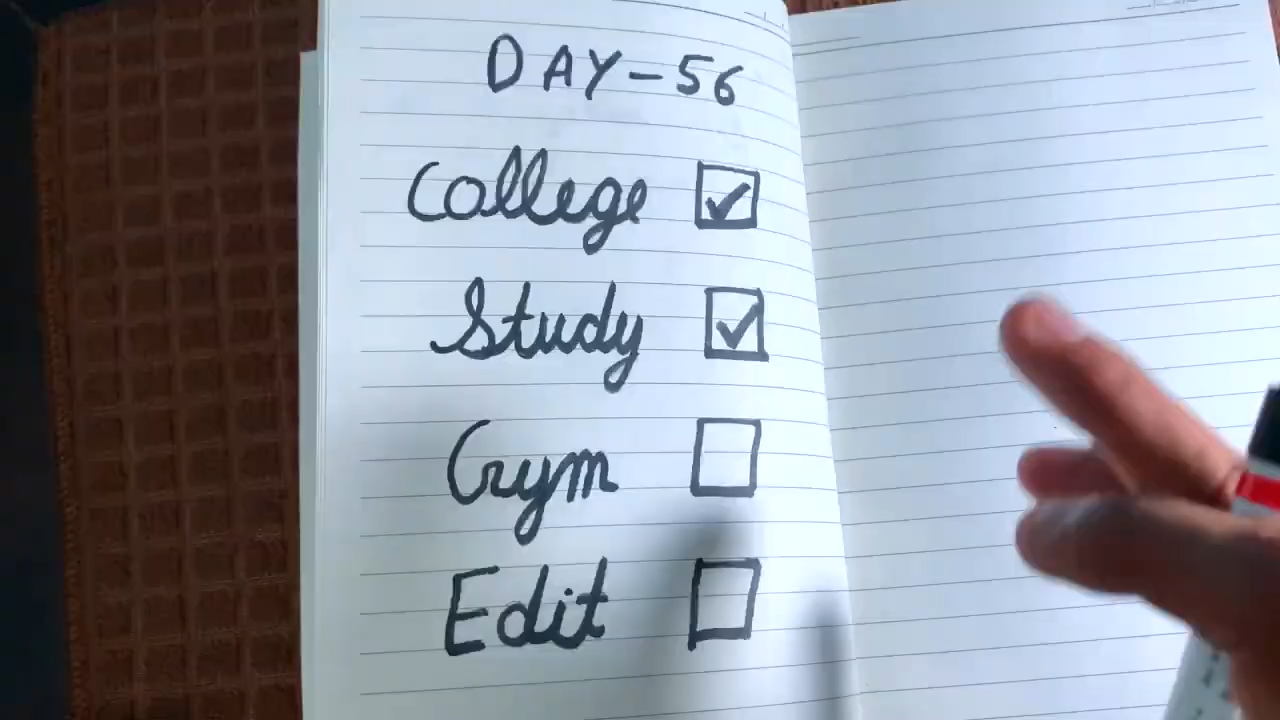 DAY-56
College ☑
Study ☑
Gym ☐
Edit ☐